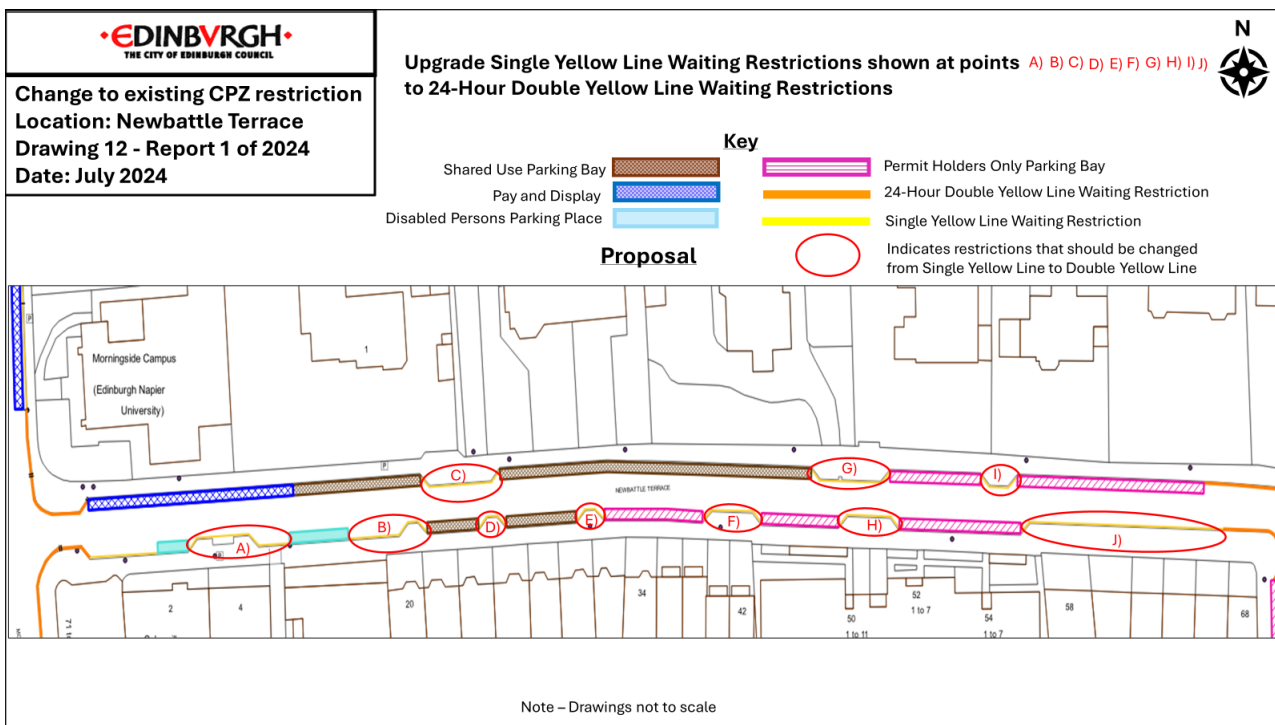 EDINBVRGH
THE CITY OF EDINBURGH COUNCIL
Change to existing CPZ restriction
Location: Newbattle Terrace
Drawing 12 - Report 1 of 2024
Date: July 2024
Upgrade Single Yellow Line Waiting Restrictions shown at points A) B) C) D) E) F) G) H) I) J)
to 24-Hour Double Yellow Line Waiting Restrictions
N
Key
Shared Use Parking Bay
Pay and Display
Disabled Persons Parking Place
Permit Holders Only Parking Bay
24-Hour Double Yellow Line Waiting Restriction
Single Yellow Line Waiting Restriction
Indicates restrictions that should be changed
from Single Yellow Line to Double Yellow Line
Proposal
P
Morningside Campus
(Edinburgh Napier
University)
1
P
C)
G)
I)
NEWBATTLE TERRACE
A)
B)
D)
E)
F)
H)
J)
P
2
4
20
34
42
50
1 to 11
52
1 to 7
54
1 to 7
58
68
Note – Drawings not to scale